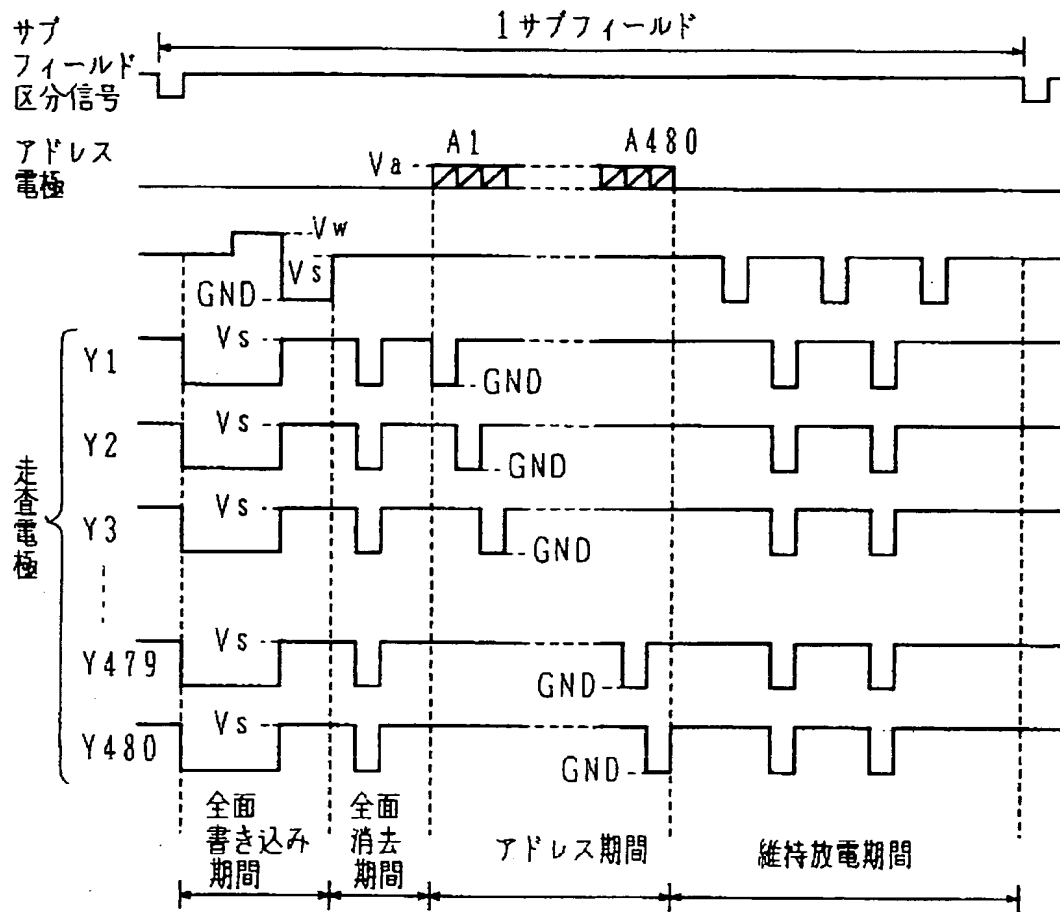 サブ
フィールド
区分信号
1サブフィールド
アドレス
電極
Va
A1
A480
Vw
Vs
GND
走査電極
Y1
Vs
GND
Y2
Vs
GND
Y3
Vs
GND
Y479
Vs
GND
Y480
Vs
GND
全面
書き込み
期間
全面
消去
期間
アドレス期間
維持放電期間